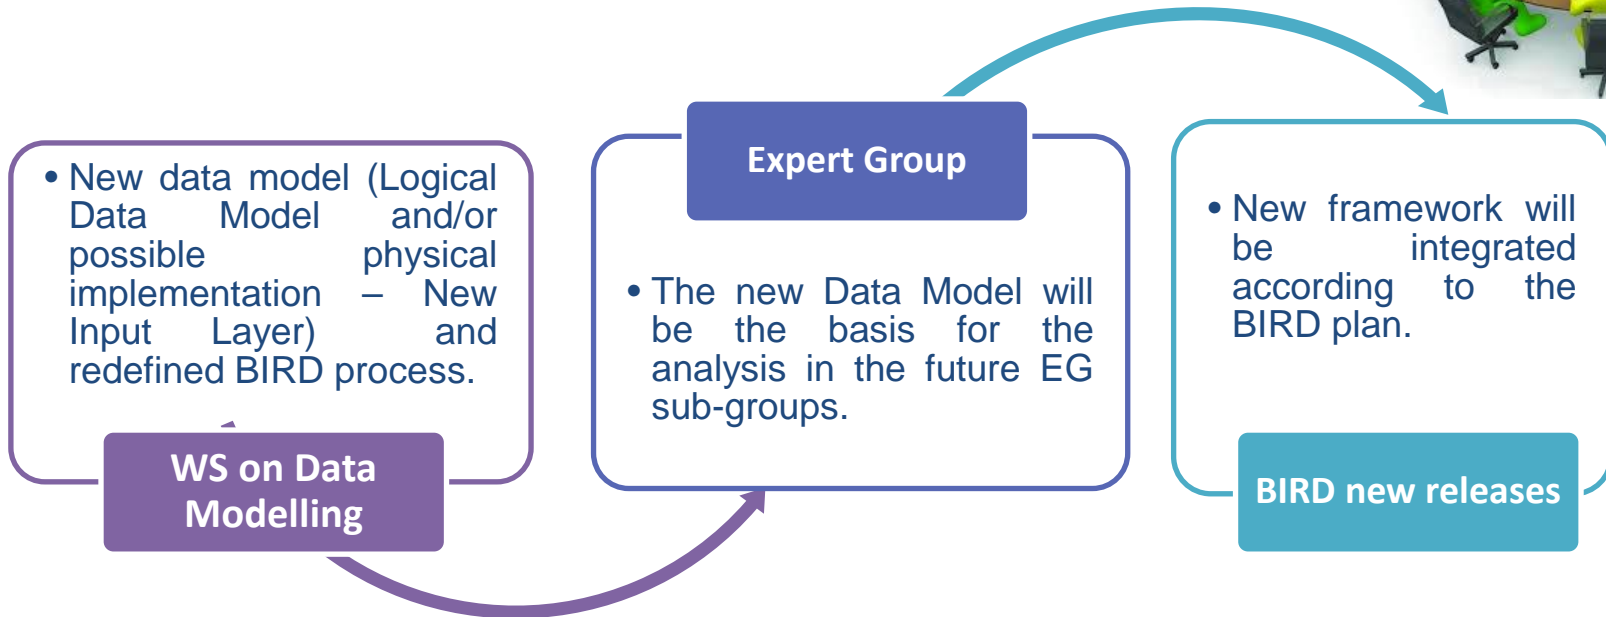 • New data model (Logical
Data Model and/or
possible physical
implementation – New
Input Layer) and
redefined BIRD process.
WS on Data
Modelling
Expert Group
• The new Data Model will
be the basis for the
analysis in the future EG
sub-groups.
• New framework will
be integrated
according to the
BIRD plan.
BIRD new releases